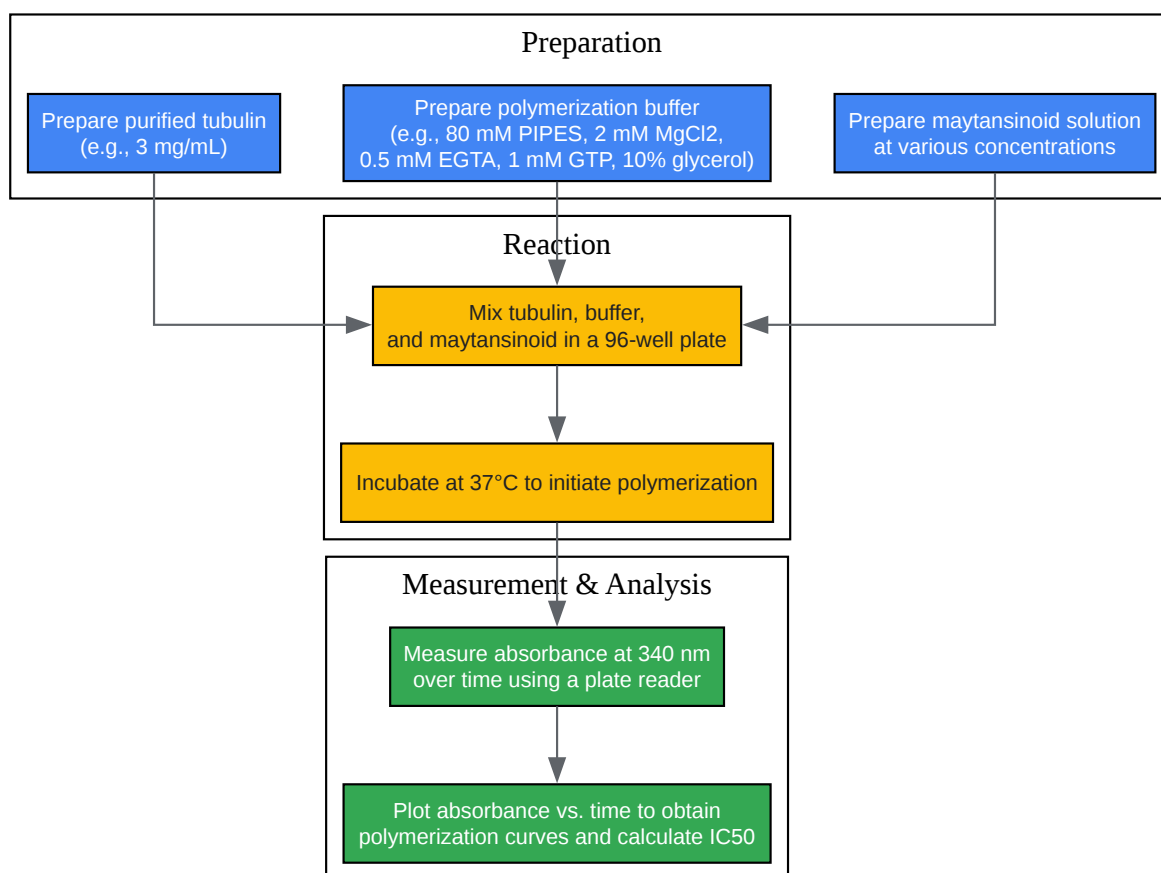 Preparation
Prepare purified tubulin
(e.g., 3 mg/mL)
Prepare polymerization buffer
(e.g., 80 mM PIPES, 2 mM MgCl2,
0.5 mM EGTA, 1 mM GTP, 10% glycerol)
Prepare maytansinoid solution
at various concentrations
Reaction
Mix tubulin, buffer,
and maytansinoid in a 96-well plate
Incubate at 37°C to initiate polymerization
Measurement & Analysis
Measure absorbance at 340 nm
over time using a plate reader
Plot absorbance vs. time to obtain
polymerization curves and calculate IC50